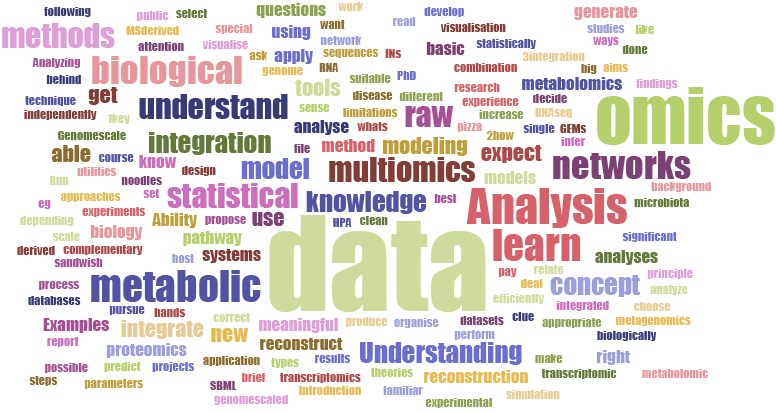 following public select questions work develop
methods MSderived special using want read visualisation generate
Analyzing attention visualise apply network basic statistically studies like
behind biological ask sequences INs 3integration ways done
technique genome RNA suitable PhD combination big aims
independently get understand tools disease different research metabolomics findings
Genomescale 1key sense limitations raw experience increase decide RNAseq omics
able course integration analyse whats pizza 2how single GEMs
know file method modeling expect infer
utilities design model multiomics networks
Run noodles models background
eg approaches set statistical knowledge best Analysis microbiota
experiments Ability propose use HPA clean
depending biology pathway data learn significant
scale systems analyses
derived complementary host relate
sandwish metabolic pay concept principle
process deal analyze
databases efficiently integrated choose
pursue hands correct clue
Examples integrate new meaningful produce organise datasets appropriate metagenomics
report reconstruct perform biologically
proteomics Understanding make right
possible predict projects application types results theories reconstruction transcriptomic metabolomic
steps parameters SBML brief transcriptomics Introduction familiar simulation
genomescaled experimental